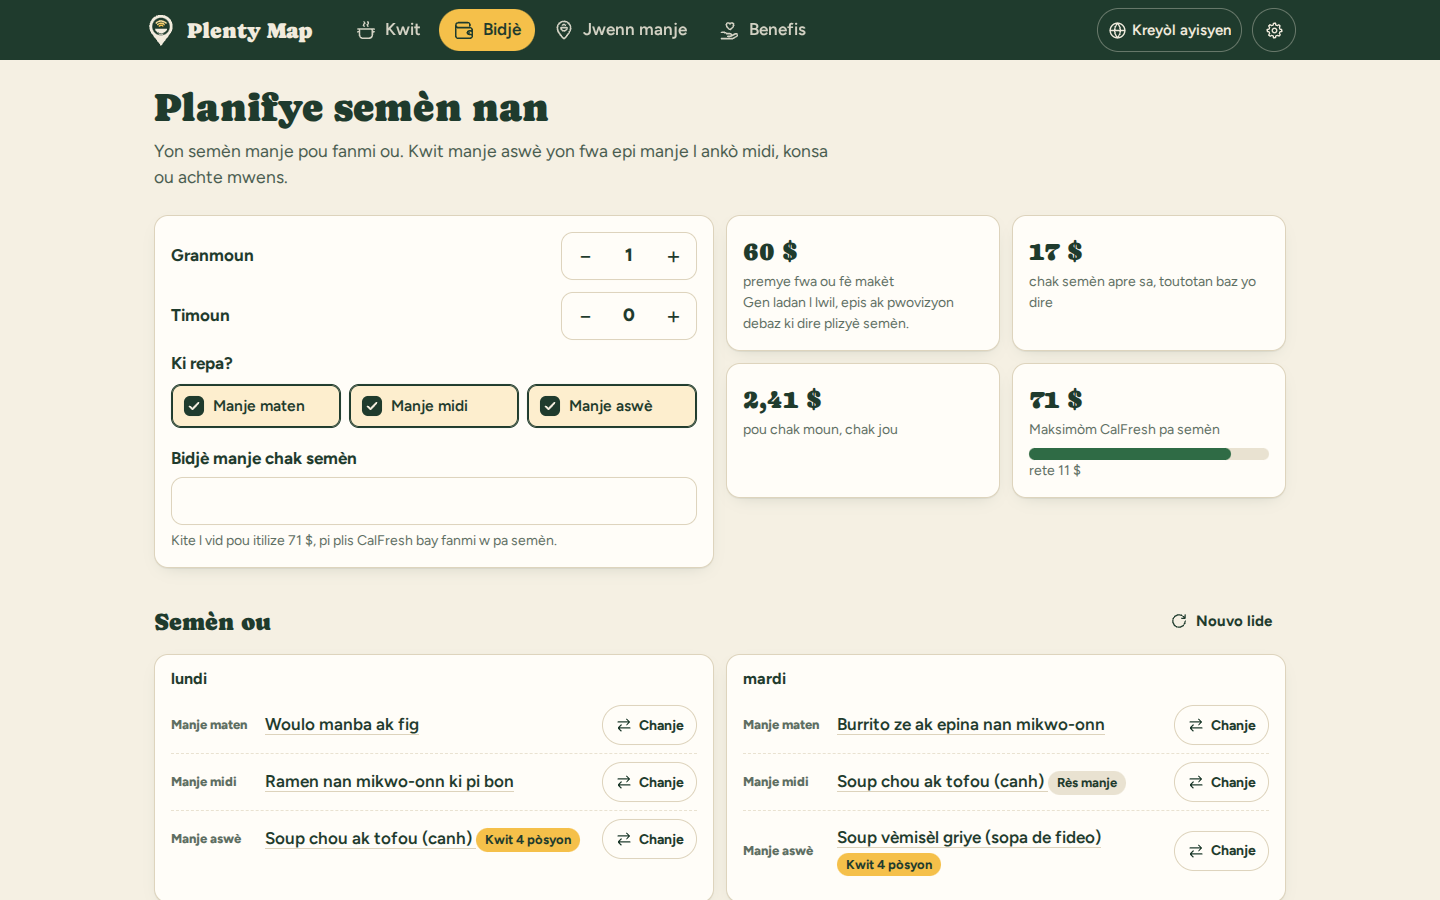 Plenty Map
Kwit
Bidjè
Jwenn manje
Benefis
Kreyòl ayisyen
Planifye semèn nan
Yon semèn manje pou fanmi ou. Kwit manje aswè yon fwa epi manje l ankò midi, konsa
ou achte mwens.
Granmoun
− 1 +
Timoun
− 0 +
Ki repa?
Manje maten
Manje midi
Manje aswè
Bidjè manje chak semèn
Kite l vid pou itilize 71 $, pi plis CalFresh bay fanmi w pa semèn.
60 $
premye fwa ou fè makèt
Gen ladan l lwil, epis ak pwovizyon
debaz ki dire plizyè semèn.
17 $
chak semèn apre sa, toutotan baz yo
dire
2,41 $
pou chak moun, chak jou
71 $
Maksimòm CalFresh pa semèn
rete 11 $
Semèn ou
Nouvo lide
lundi
Manje maten Woulo manba ak fig Chanje
Manje midi Ramen nan mikwo-onn ki pi bon Chanje
Manje aswè Soup chou ak tofou (canh) Kwit 4 pòsyon Chanje
mardi
Manje maten Burrito ze ak epina nan mikwo-onn Chanje
Manje midi Soup chou ak tofou (canh) Rès manje Chanje
Manje aswè Soup vèmisèl griye (sopa de fideo) Chanje
Kwit 4 pòsyon